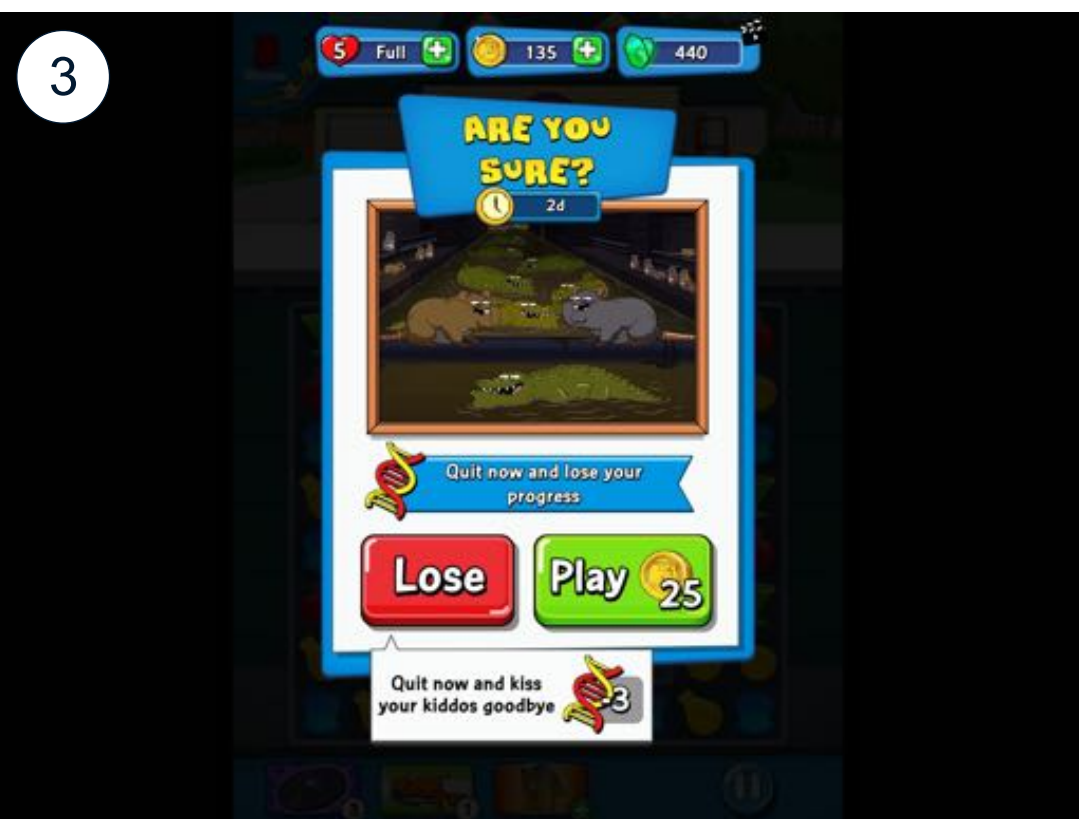 3
5 Full 135 440
ARE YOU
SURE?
2d
Quit now and lose your
progress
Lose Play 25
Quit now and kiss
your kiddos goodbye -3